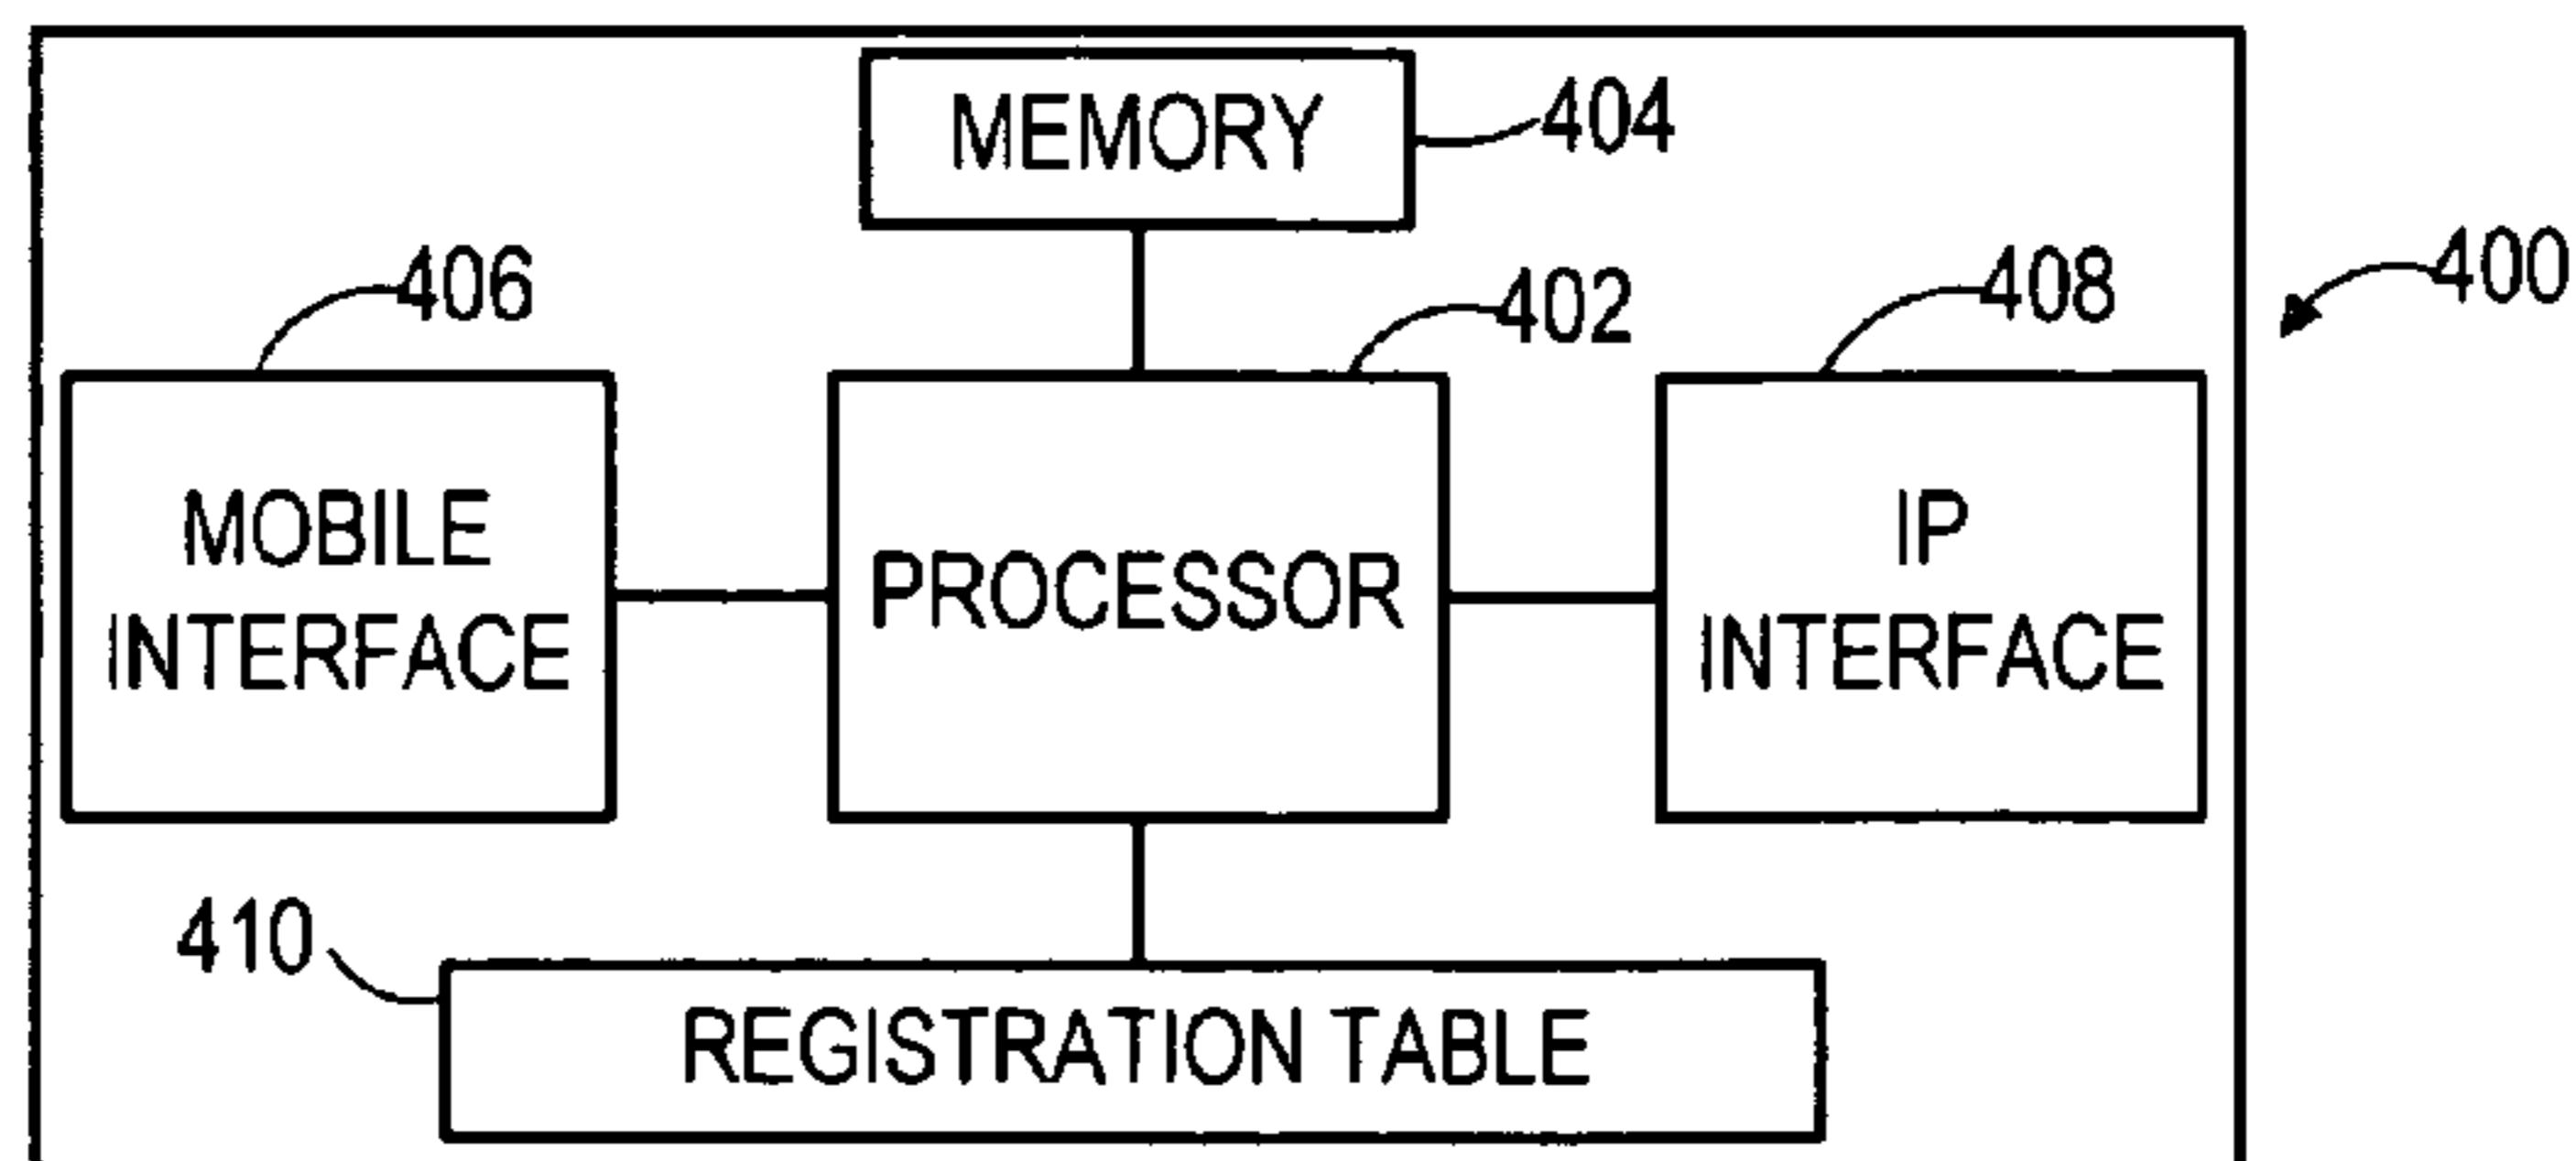 MEMORY
404
406
402
408
400
MOBILE
INTERFACE
PROCESSOR
IP
INTERFACE
410
REGISTRATION TABLE